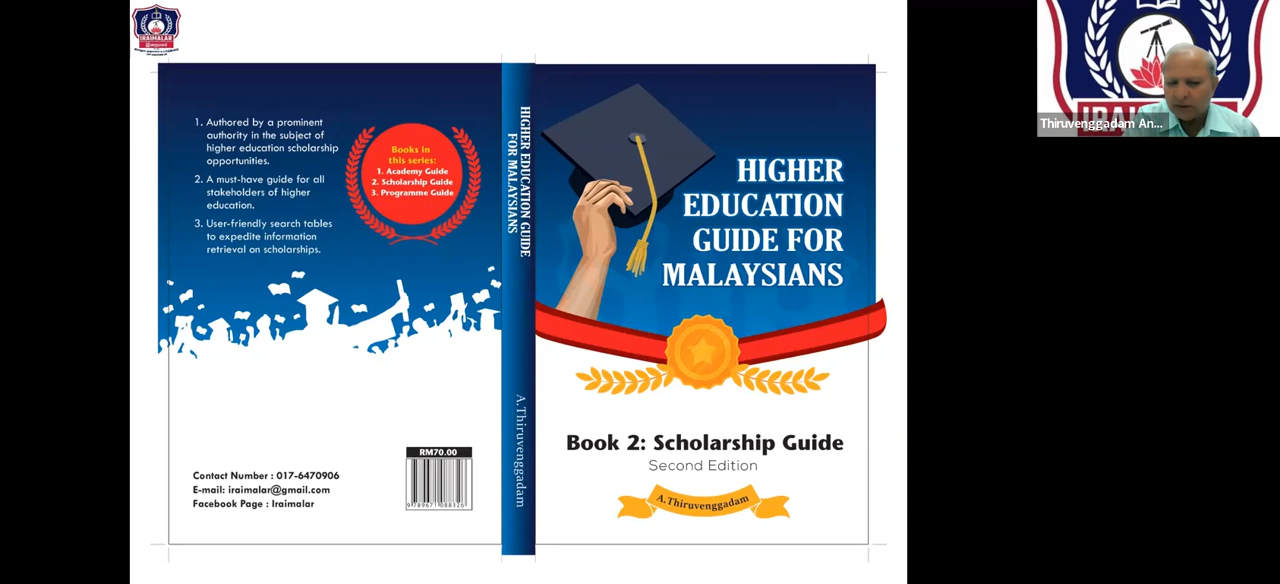 IRAIMALAR
1. Authored by a prominent
authority in the subject of
higher education scholarship
opportunities.
2. A must-have guide for all
stakeholders of higher
education.
3. User-friendly search tables
to expedite information
retrieval on scholarships.
Books in
this series:
1. Academy Guide
2. Scholarship Guide
3. Programme Guide
Contact Number : 017-6470906
E-mail: iraimalar@gmail.com
Facebook Page : Iraimalar
RM70.00
9789671088326
HIGHER EDUCATION GUIDE
FOR MALAYSIANS
A.Thiruvenggadam
HIGHER
EDUCATION
GUIDE FOR
MALAYSIANS
Book 2: Scholarship Guide
Second Edition
A.Thiruvenggadam
Thiruvenggadam An...